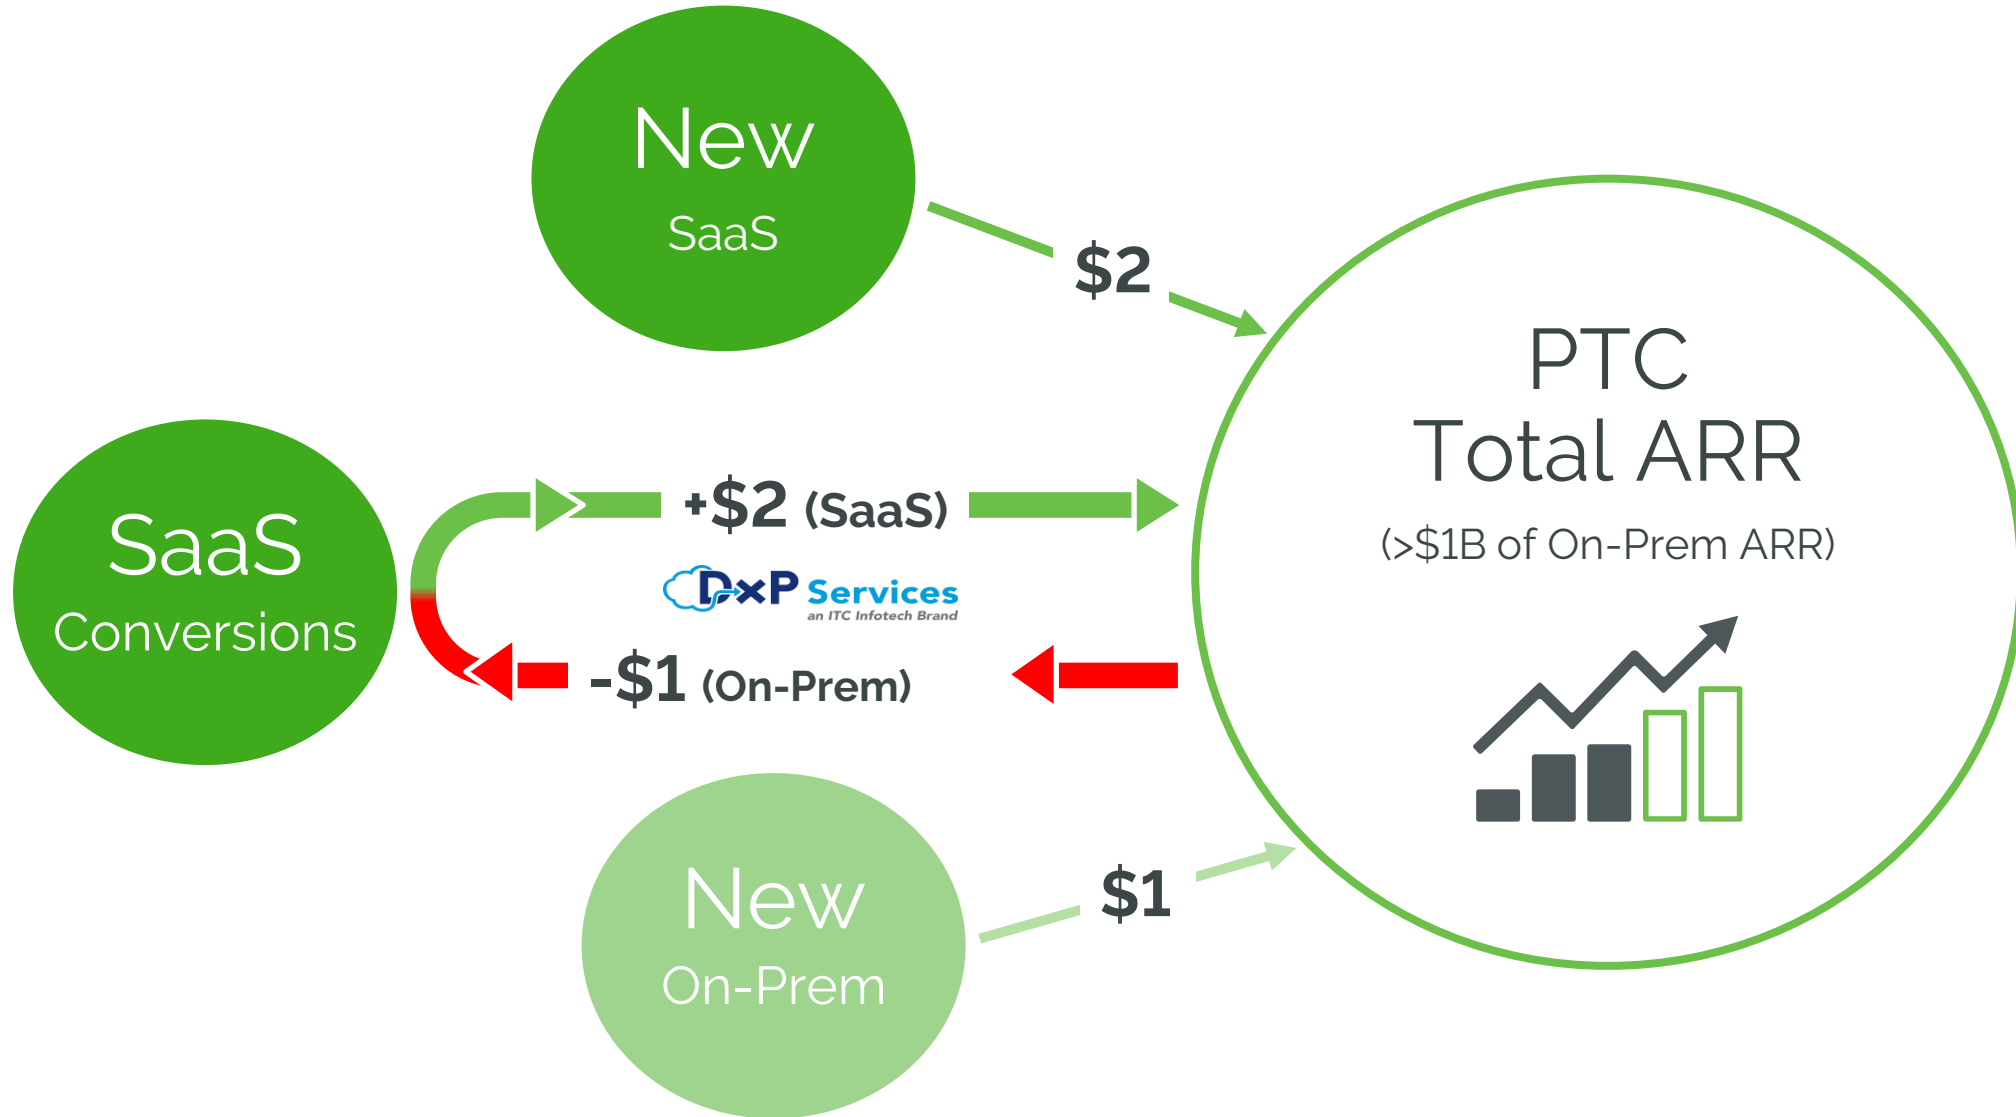 New
SaaS
$2
PTC
Total ARR
(>$1B of On-Prem ARR)
SaaS
Conversions
+$2 (SaaS)
DxP Services
an ITC Infotech Brand
-$1 (On-Prem)
New
On-Prem
$1